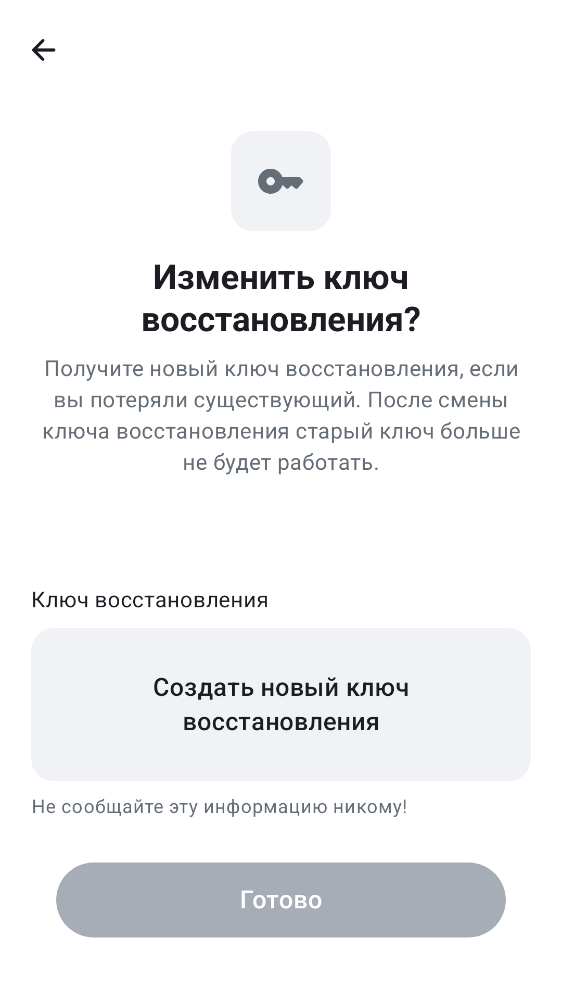 Изменить ключ
восстановления?
Получите новый ключ восстановления, если
вы потеряли существующий. После смены
ключа восстановления старый ключ больше
не будет работать.
Ключ восстановления
Создать новый ключ
восстановления
Не сообщайте эту информацию никому!
Готово